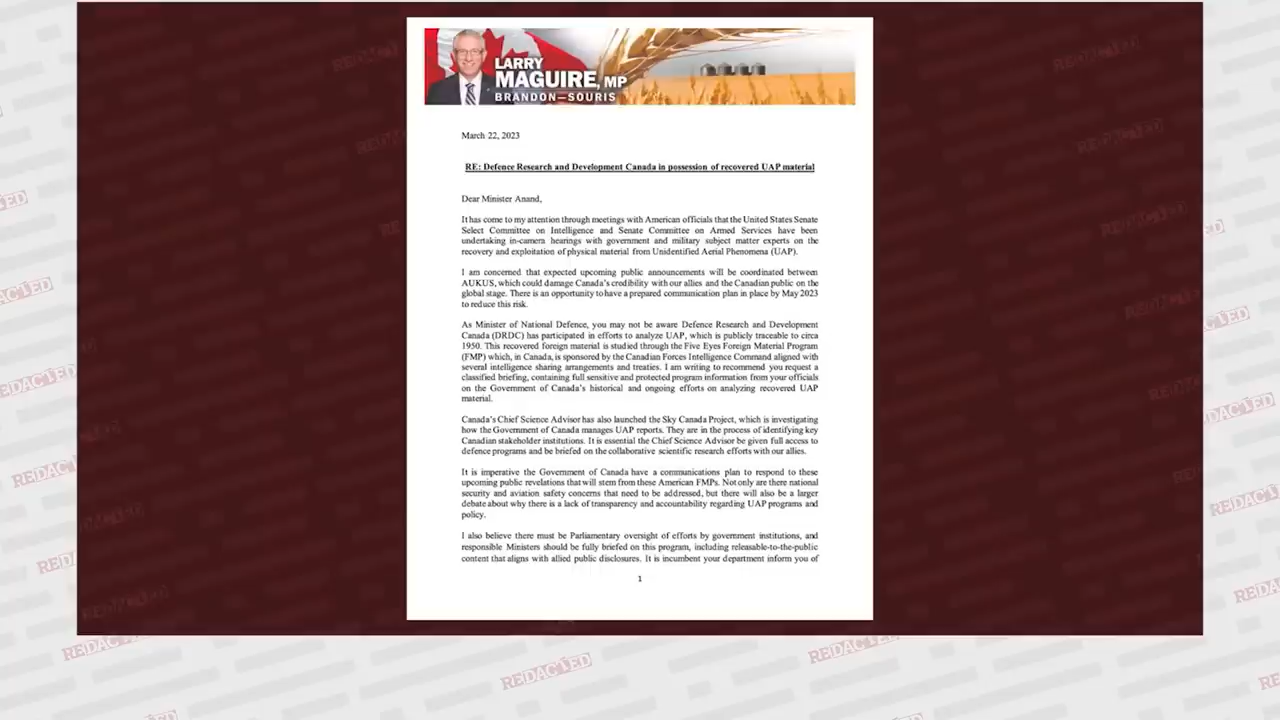 LARRY
MAGUIRE, MP
BRANDON—SOURIS
March 22, 2023
RE: Defence Research and Development Canada in possession of recovered UAP material
Dear Minister Anand,
It has come to my attention through meetings with American officials that the United States Senate
Select Committee on Intelligence and Senate Committee on Armed Services have been
undertaking in-camera hearings with government and military subject matter experts on the
recovery and exploitation of physical material from Unidentified Aerial Phenomena (UAP).
I am concerned that expected upcoming public announcements will be coordinated between
AUKUS, which could damage Canada's credibility with our allies and the Canadian public on the
global stage. There is an opportunity to have a prepared communication plan in place by May 2023
to reduce this risk.
As Minister of National Defence, you may not be aware Defence Research and Development
Canada (DRDC) has participated in efforts to analyze UAP, which is publicly traceable to circa
1950. This recovered foreign material is studied through the Five Eyes Foreign Material Program
(FMP) which, in Canada, is sponsored by the Canadian Forces Intelligence Command aligned with
several intelligence sharing arrangements and treaties. I am writing to recommend you request a
classified briefing, containing full sensitive and protected program information from your officials
on the Government of Canada's historical and ongoing efforts on analyzing recovered UAP
material.
Canada's Chief Science Advisor has also launched the Sky Canada Project, which is investigating
how the Government of Canada manages UAP reports. They are in the process of identifying key
Canadian stakeholder institutions. It is essential the Chief Science Advisor be given full access to
defence programs and be briefed on the collaborative scientific research efforts with our allies.
It is imperative the Government of Canada have a communications plan to respond to these
upcoming public revelations that will stem from these American FMPs. Not only are there national
security and aviation safety concerns that need to be addressed, but there will also be a larger
debate about why there is a lack of transparency and accountability regarding UAP programs and
policy.
I also believe there must be Parliamentary oversight of efforts by government institutions, and
responsible Ministers should be fully briefed on this program, including releasable-to-the-public
content that aligns with allied public disclosures. It is incumbent your department inform you of
1
REDACTED
REDACTED
REDACTED
REDACTED
REDACTED
REDACTED